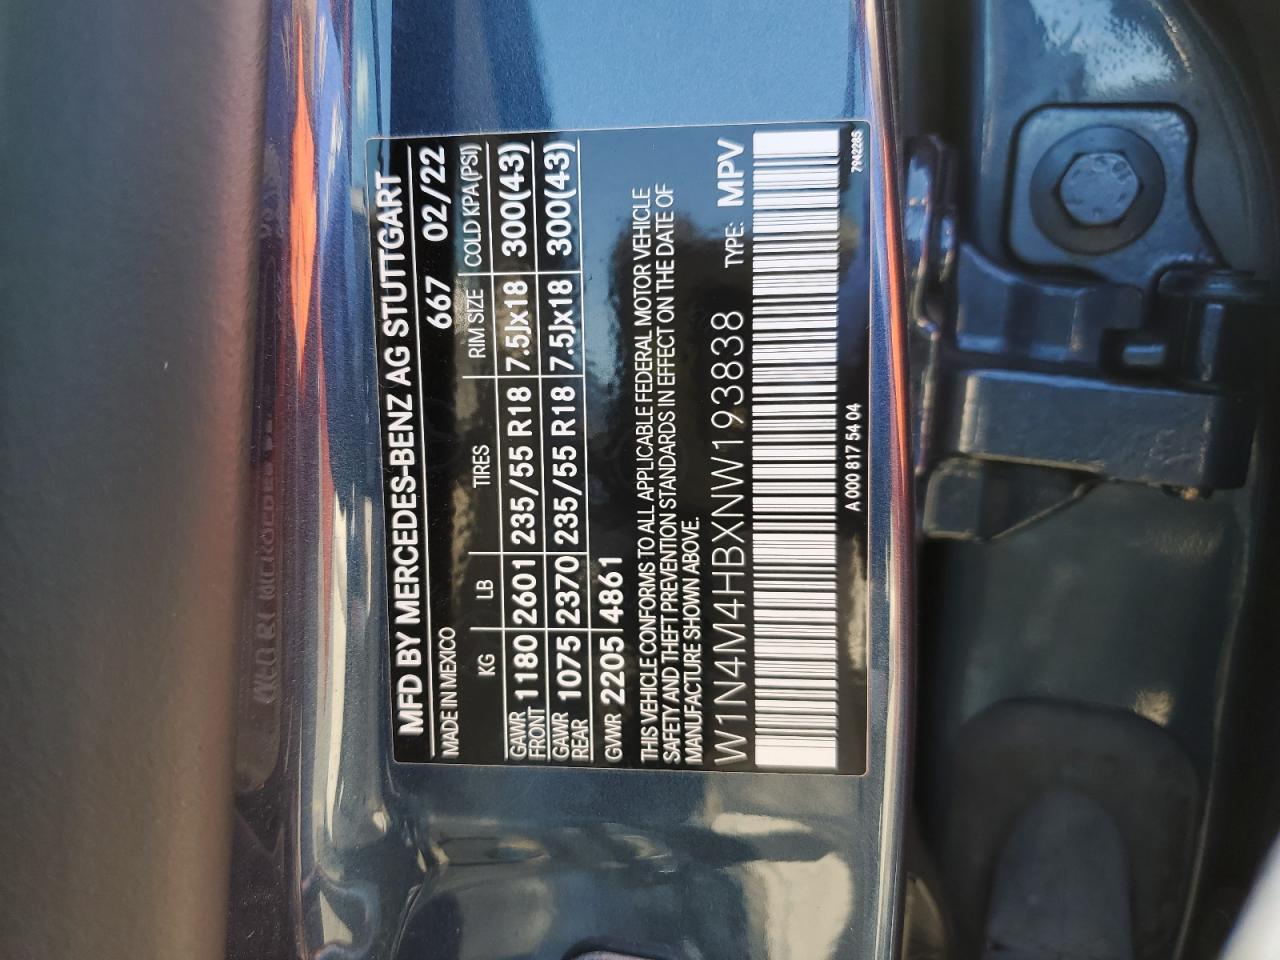 MFD BY MERCEDES-BENZ AG STUTTGART
MADE IN MEXICO 667 02/22
KG LB TIRES RIM SIZE COLD KPA (PSI)
GAWR FRONT 1180 2601 235/55 R18 7.5Jx18 300(43)
GAWR REAR 1075 2370 235/55 R18 7.5Jx18 300(43)
GVWR 2205 4861
THIS VEHICLE CONFORMS TO ALL APPLICABLE FEDERAL MOTOR VEHICLE
SAFETY AND THEFT PREVENTION STANDARDS IN EFFECT ON THE DATE OF
MANUFACTURE SHOWN ABOVE.
W1N4M4HBXNW193838 TYPE: MPV
A 000 817 54 04 7942285